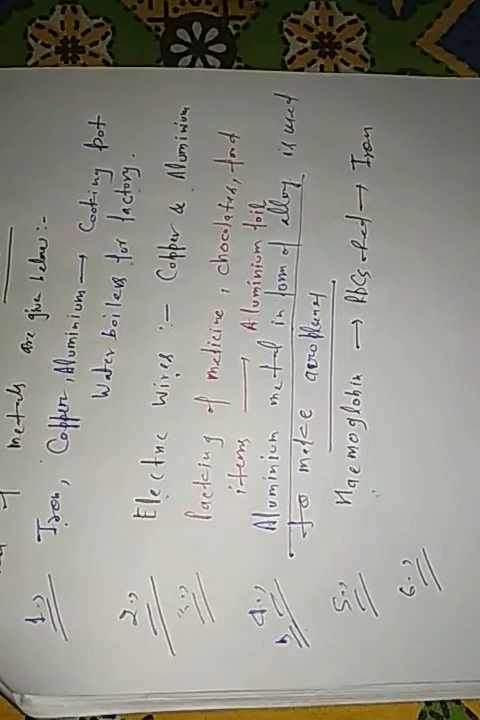 metals are give below:-
1.) Iron, Copper, Aluminium → Cooking pot
Water boilers for factory.
2.) Electric Wires :- Copper & Aluminium
3.) Packing of medicine, chocolates, food
items → Aluminium foil
4.) Aluminium metal in form of alloy is used
to make aeroplanes
5.) Haemoglobin → RBCs → Iron
6.)